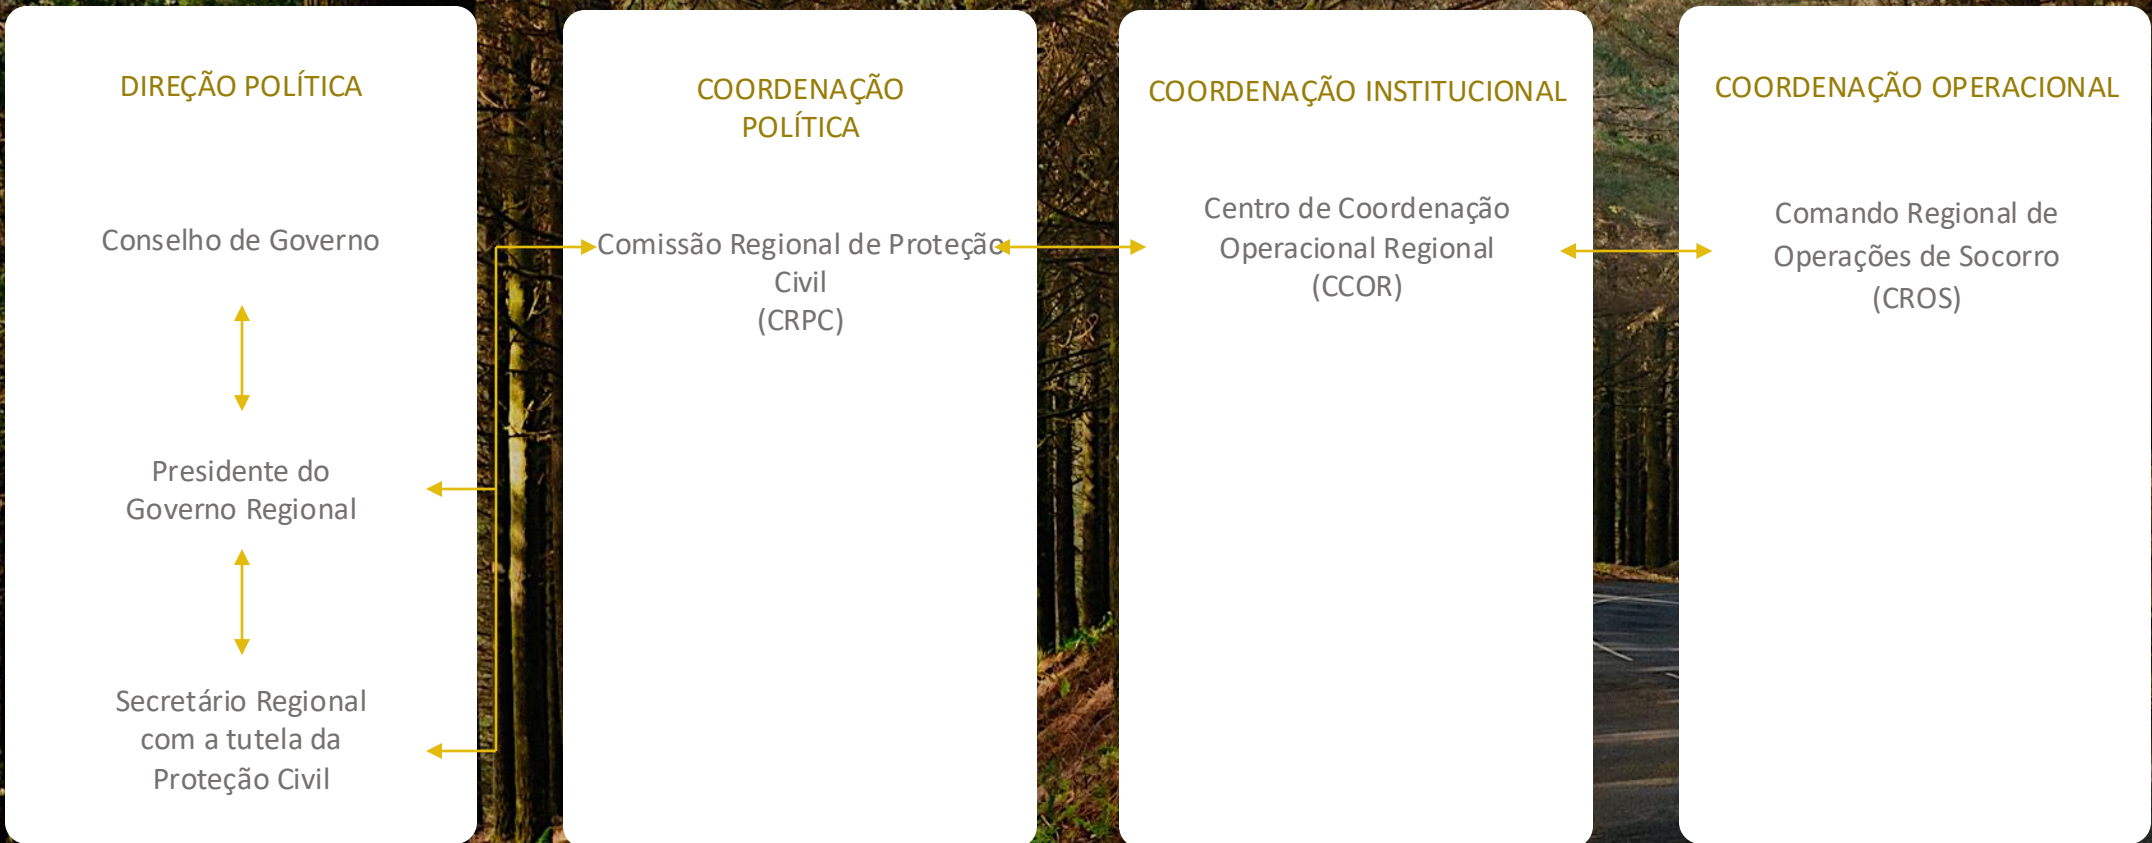 DIREÇÃO POLÍTICA
Conselho de Governo
Presidente do
Governo Regional
Secretário Regional
com a tutela da
Proteção Civil
COORDENAÇÃO
POLÍTICA
Comissão Regional de Proteção
Civil
(CRPC)
COORDENAÇÃO INSTITUCIONAL
Centro de Coordenação
Operacional Regional
(CCOR)
COORDENAÇÃO OPERACIONAL
Comando Regional de
Operações de Socorro
(CROS)